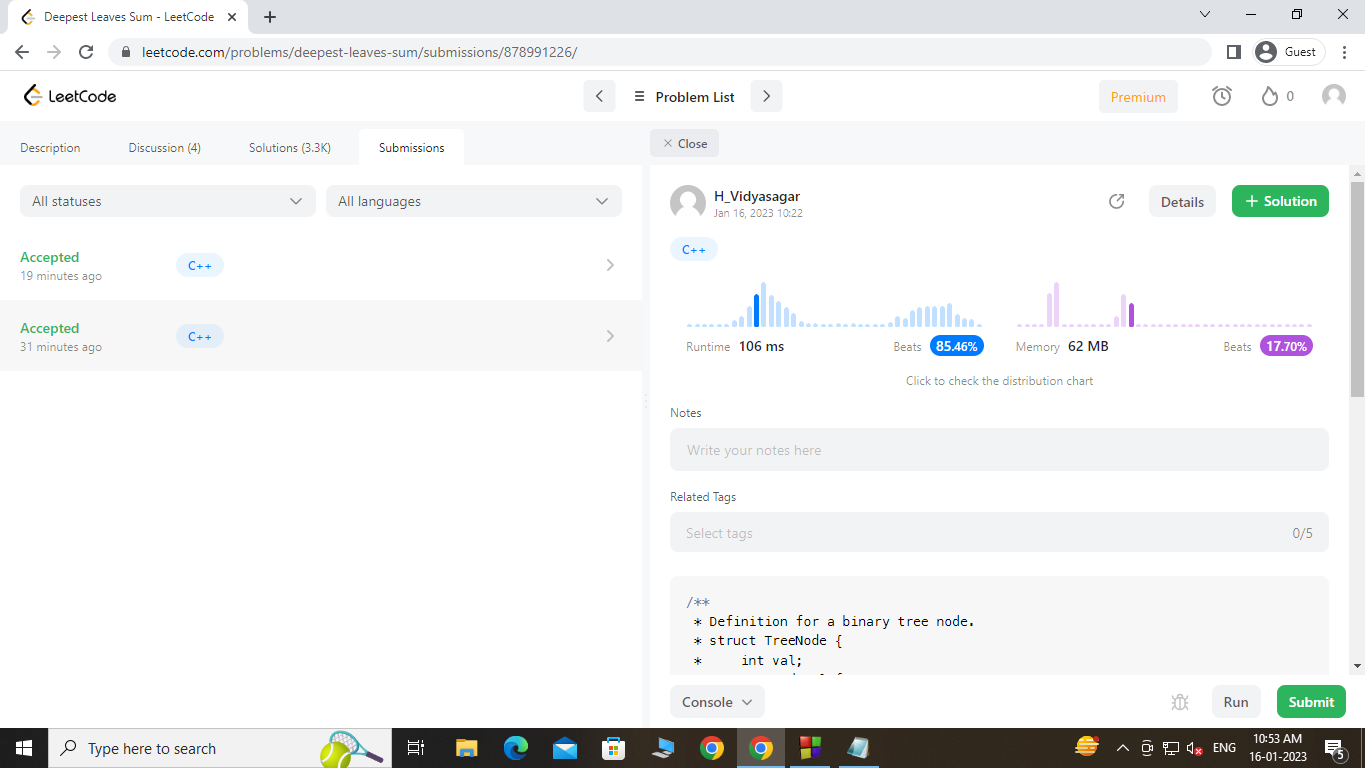 Deepest Leaves Sum - LeetCode
leetcode.com/problems/deepest-leaves-sum/submissions/878991226/
Guest
LeetCode
Problem List
Premium
0
Description
Discussion (4)
Solutions (3.3K)
Submissions
Close
All statuses
All languages
Accepted
19 minutes ago
C++
Accepted
31 minutes ago
C++
H_Vidyasagar
Jan 16, 2023 10:22
Details
+ Solution
C++
Runtime 106 ms
Beats 85.46%
Memory 62 MB
Beats 17.70%
Click to check the distribution chart
Notes
Write your notes here
Related Tags
Select tags
0/5
/**
* Definition for a binary tree node.
* struct TreeNode {
*     int val;
Console
Run
Submit
Type here to search
ENG
10:53 AM
16-01-2023
5